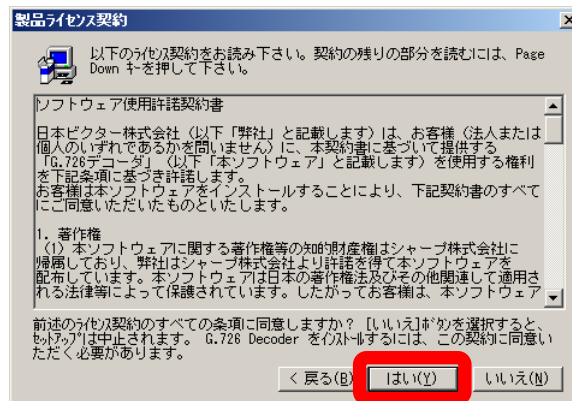 製品ライセンス契約
以下のライセンス契約をお読み下さい。契約の残りの部分を読むには、Page
Down キーを押して下さい。
ソフトウェア使用許諾契約書
日本ビクター株式会社（以下「弊社」と記載します）は、お客様（法人または
個人のいずれであるかを問いません）に、本契約書に基づいて提供する
「G.726デコーダ」（以下「本ソフトウェア」と記載します）を使用する権利
を下記条項に基づき許諾します。
お客様は本ソフトウェアをインストールすることにより、下記契約書のすべて
にご同意いただいたものといたします。
1. 著作権
（1）本ソフトウェアに関する著作権等の知的財産権はシャープ株式会社に
帰属しており、弊社はシャープ株式会社より許諾を得て本ソフトウェアを
配布しています。本ソフトウェアは日本の著作権法及びその他関連して適用さ
れる法律等によって保護されています。したがってお客様は、本ソフトウェア
前述のライセンス契約のすべての条項に同意しますか？ [いいえ]ボタンを選択すると、
セットアップは中止されます。 G.726 Decoder をインストールするには、この契約に同意い
ただく必要があります。
< 戻る(B) はい(Y) いいえ(N)